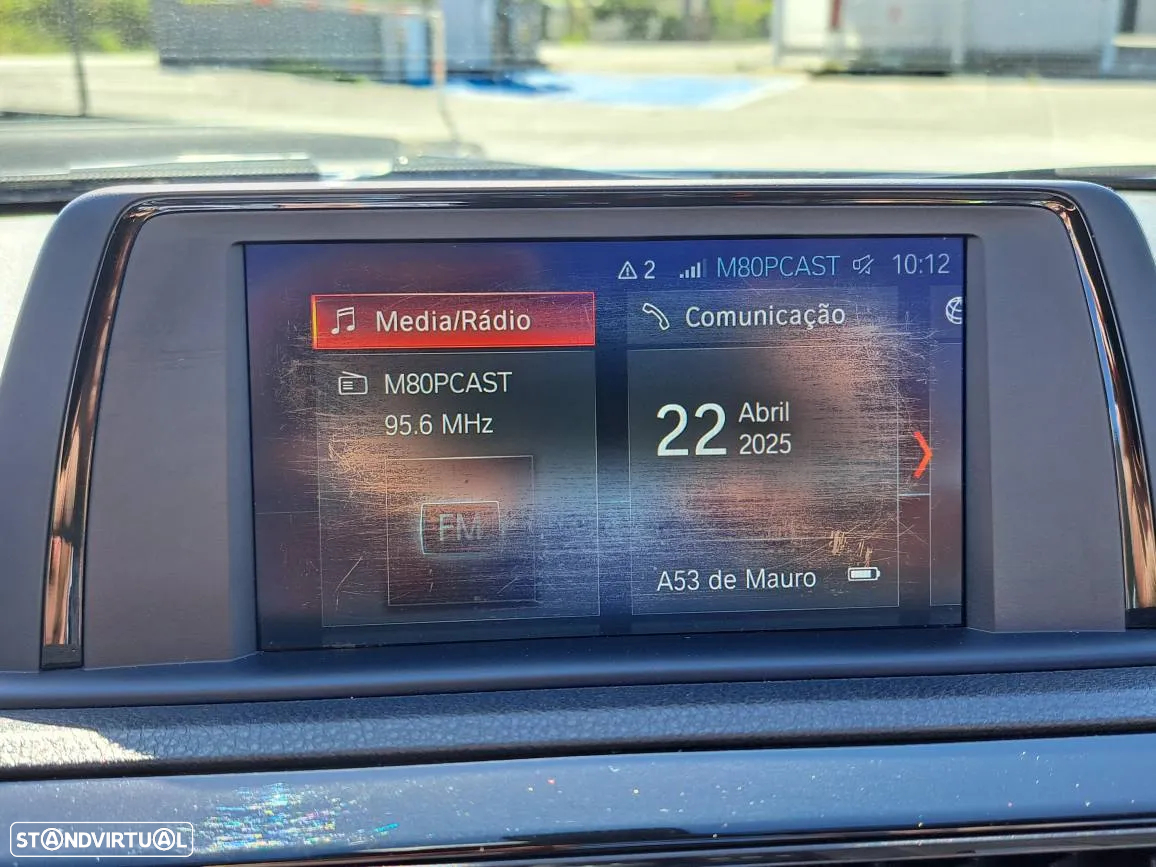 2 M80PCAST 10:12
Media/Rádio
M80PCAST
95.6 MHz
FM
Comunicação
22 Abril
2025
A53 de Mauro
STANDVIRTUAL